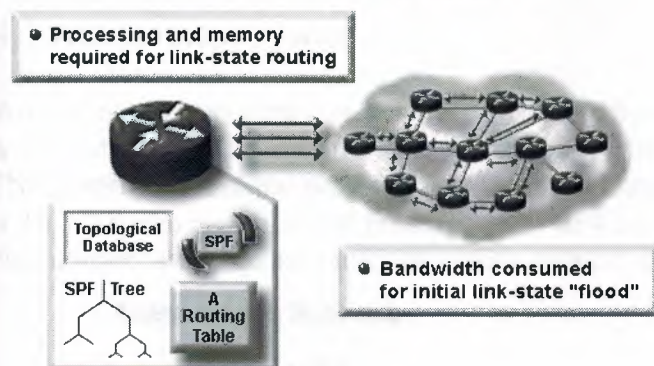 Processing and memory
required for link-state routing
Topological
Database
SPF
SPF Tree
A
Routing
Table
Bandwidth consumed
for initial link-state "flood"